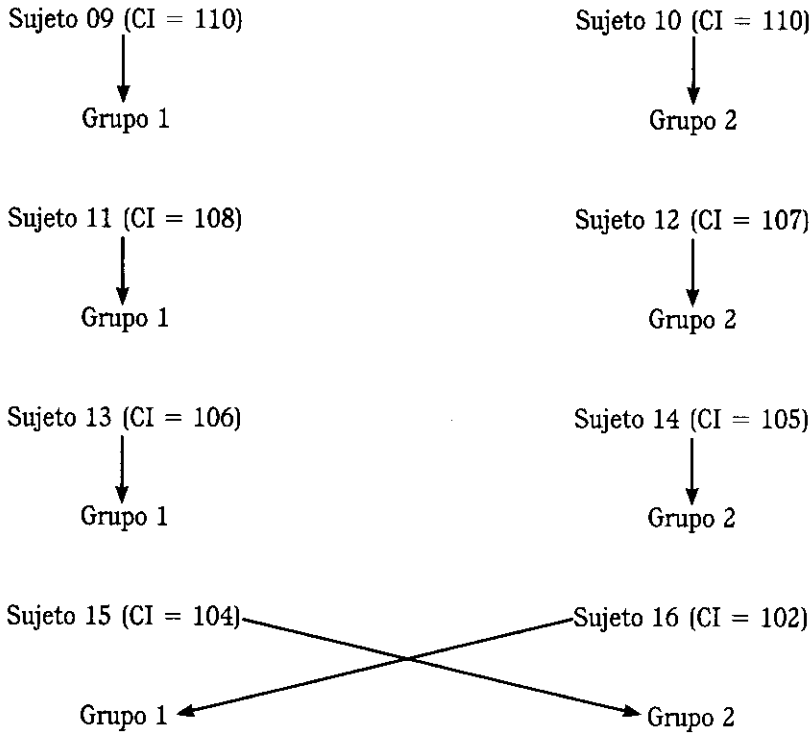 Sujeto 09 (CI = 110) Sujeto 10 (CI = 110)
Grupo 1 Grupo 2
Sujeto 11 (CI = 108) Sujeto 12 (CI = 107)
Grupo 1 Grupo 2
Sujeto 13 (CI = 106) Sujeto 14 (CI = 105)
Grupo 1 Grupo 2
Sujeto 15 (CI = 104) Sujeto 16 (CI = 102)
Grupo 1 Grupo 2